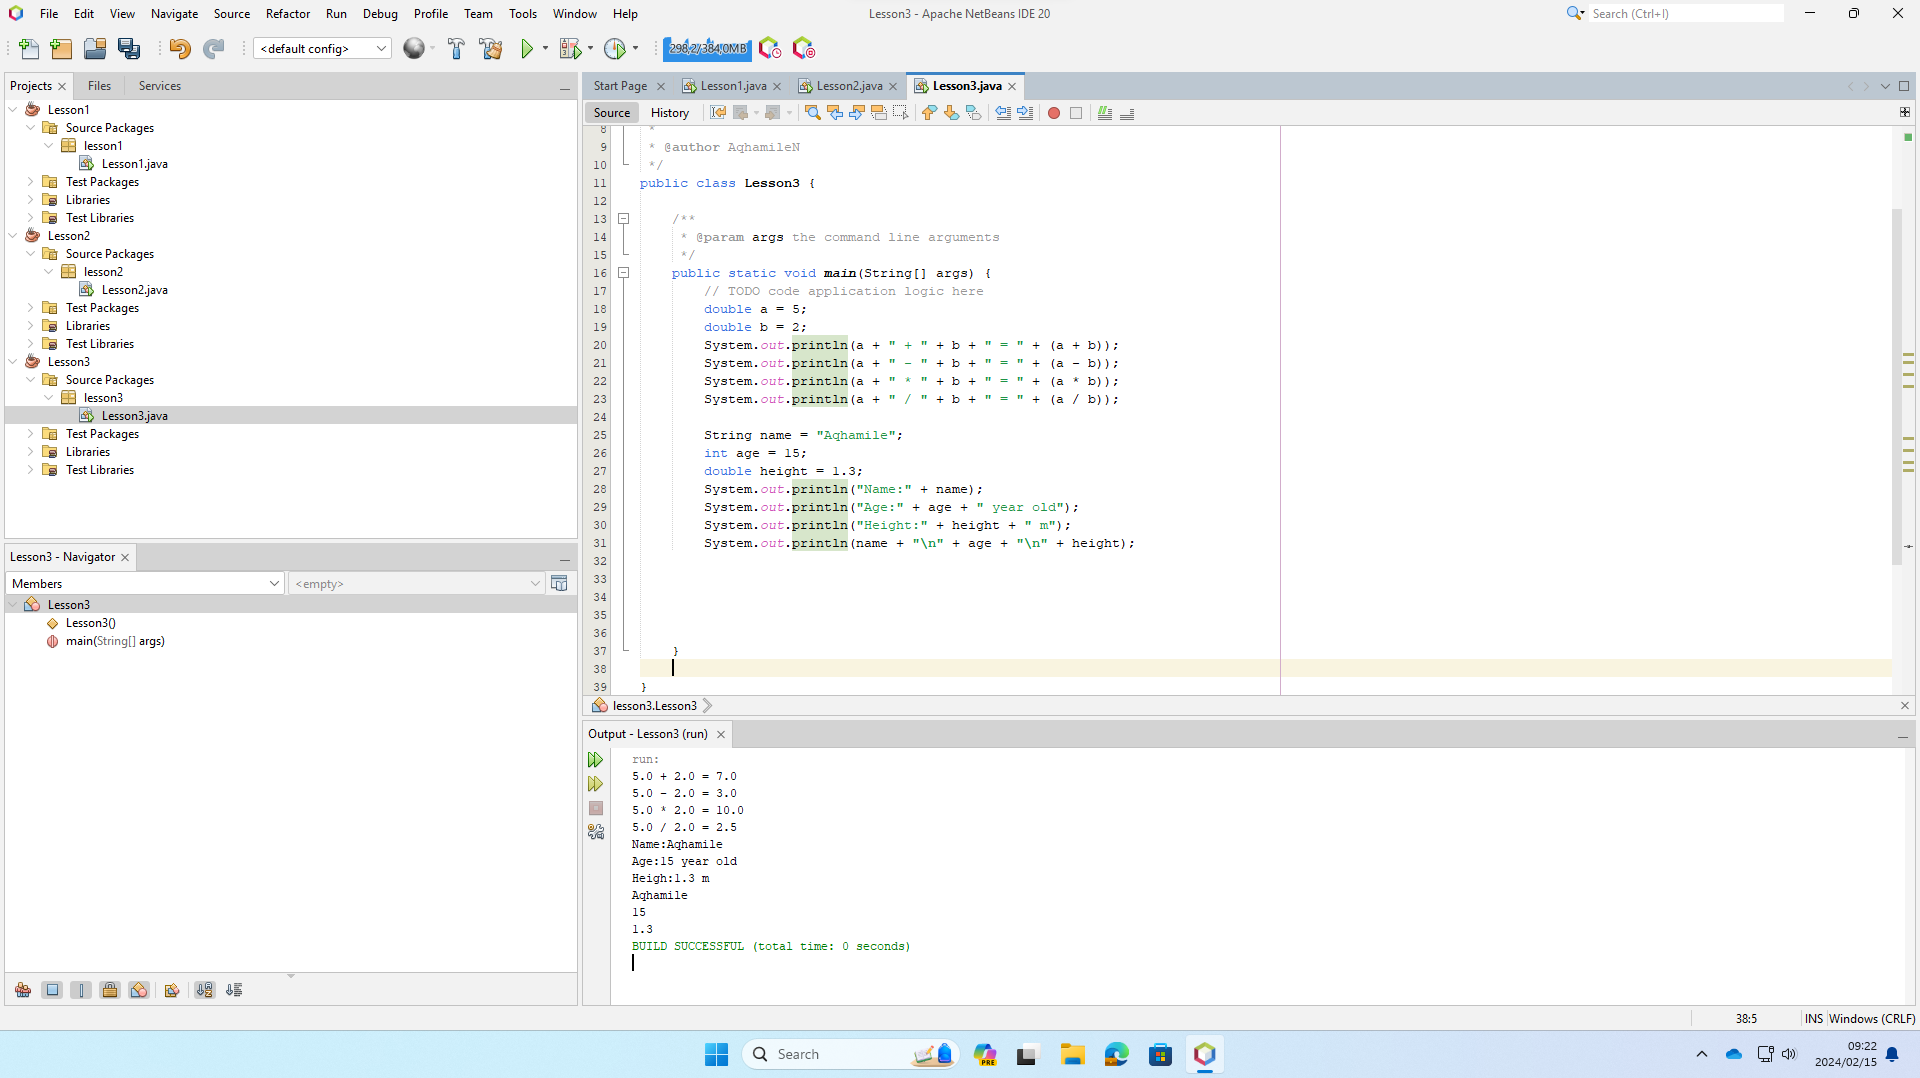 File Edit View Navigate Source Refactor Run Debug Profile Team Tools Window Help
Lesson3 - Apache NetBeans IDE 20
Search (Ctrl+I)
<default config>
298,2/384,0MB
Projects Files Services
Lesson1
Source Packages
lesson1
Lesson1.java
Test Packages
Libraries
Test Libraries
Lesson2
Source Packages
lesson2
Lesson2.java
Test Packages
Libraries
Test Libraries
Lesson3
Source Packages
lesson3
Lesson3.java
Test Packages
Libraries
Test Libraries
Lesson3 - Navigator
Members
<empty>
Lesson3
Lesson3()
main(String[] args)
Start Page Lesson1.java Lesson2.java Lesson3.java
Source History
8 *
9 * @author AqhamileN
10 */
11 public class Lesson3 {
12
13 /**
14 * @param args the command line arguments
15 */
16 public static void main(String[] args) {
17 // TODO code application logic here
18 double a = 5;
19 double b = 2;
20 System.out.println(a + " + " + b + " = " + (a + b));
21 System.out.println(a + " - " + b + " = " + (a - b));
22 System.out.println(a + " * " + b + " = " + (a * b));
23 System.out.println(a + " / " + b + " = " + (a / b));
24
25 String name = "Aqhamile";
26 int age = 15;
27 double height = 1.3;
28 System.out.println("Name:" + name);
29 System.out.println("Age:" + age + " year old");
30 System.out.println("Height:" + height + " m");
31 System.out.println(name + "\n" + age + "\n" + height);
32
33
34
35
36
37 }
38
39 }
lesson3.Lesson3
Output - Lesson3 (run)
run:
5.0 + 2.0 = 7.0
5.0 - 2.0 = 3.0
5.0 * 2.0 = 10.0
5.0 / 2.0 = 2.5
Name:Aqhamile
Age:15 year old
Heigh:1.3 m
Aqhamile
15
1.3
BUILD SUCCESSFUL (total time: 0 seconds)
38:5 INS Windows (CRLF)
Search
PRE
09:22
2024/02/15